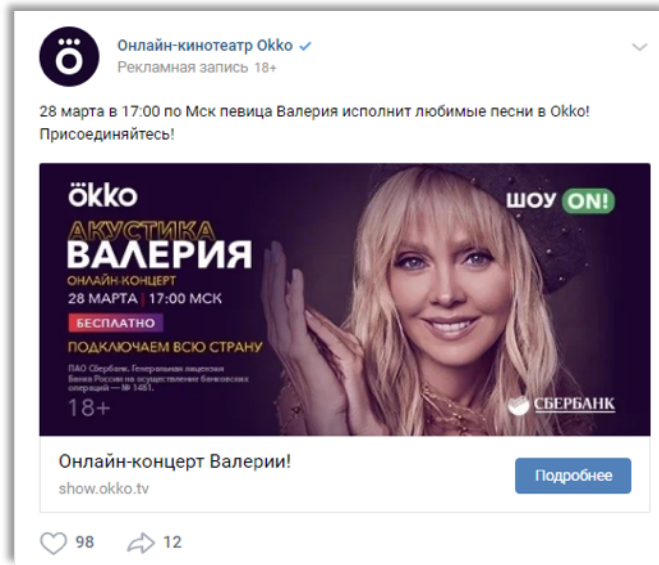 Онлайн-кинотеатр Okko
Рекламная запись 18+
28 марта в 17:00 по Мск певица Валерия исполнит любимые песни в Okko!
Присоединяйтесь!
ökko
ШОУ ON!
АКУСТИКА
ВАЛЕРИЯ
ОНЛАЙН-КОНЦЕРТ
28 МАРТА | 17:00 МСК
БЕСПЛАТНО
ПОДКЛЮЧАЕМ ВСЮ СТРАНУ
ПАО Сбербанк. Генеральная лицензия
Банка России на осуществление банковских
операций — № 1481.
18+
СБЕРБАНК
Онлайн-концерт Валерии!
show.okko.tv
Подробнее
98
12